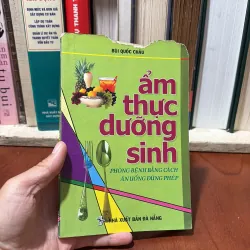 BÙI QUỐC CHÂU
ẩm
thực
dưỡng
sinh
PHÒNG BỆNH BẰNG CÁCH
ĂN UỐNG ĐÚNG PHÉP
NHÀ XUẤT BẢN ĐÀ NẴNG